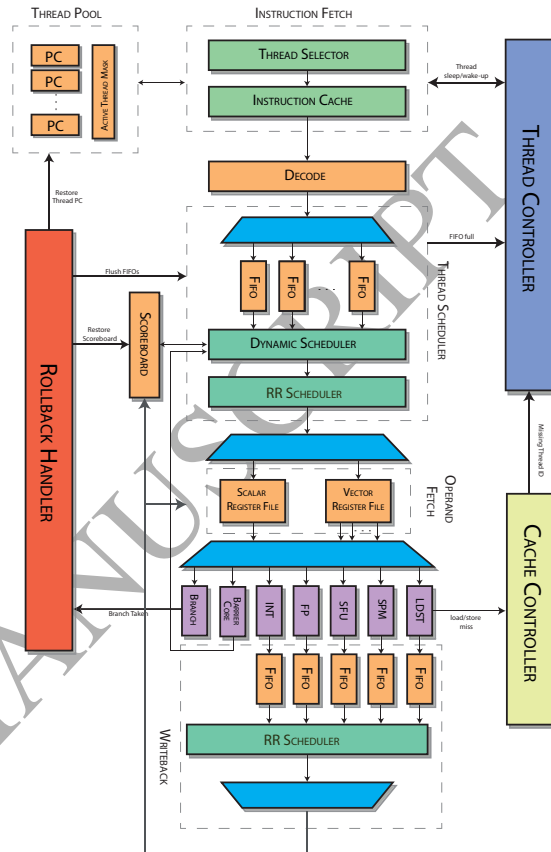 THREAD POOL
INSTRUCTION FETCH
PC
PC
PC
ACTIVE THREAD MASK
THREAD SELECTOR
INSTRUCTION CACHE
Thread
sleep/wake-up
THREAD CONTROLLER
Restore
Thread PC
DECODE
FIFO full
Flush FIFOs
FIFO
FIFO
FIFO
THREAD SCHEDULER
Restore
Scoreboard
SCOREBOARD
DYNAMIC SCHEDULER
RR SCHEDULER
ROLLBACK HANDLER
Missing Thread ID
SCALAR
REGISTER FILE
VECTOR
REGISTER FILE
OPERAND
FETCH
CACHE CONTROLLER
Branch Taken
BRANCH
BARRIER
CORE
INT
FP
SFU
SPM
LDST
load/store
miss
FIFO
FIFO
FIFO
FIFO
FIFO
WRITEBACK
RR SCHEDULER
ANUSCRIPT